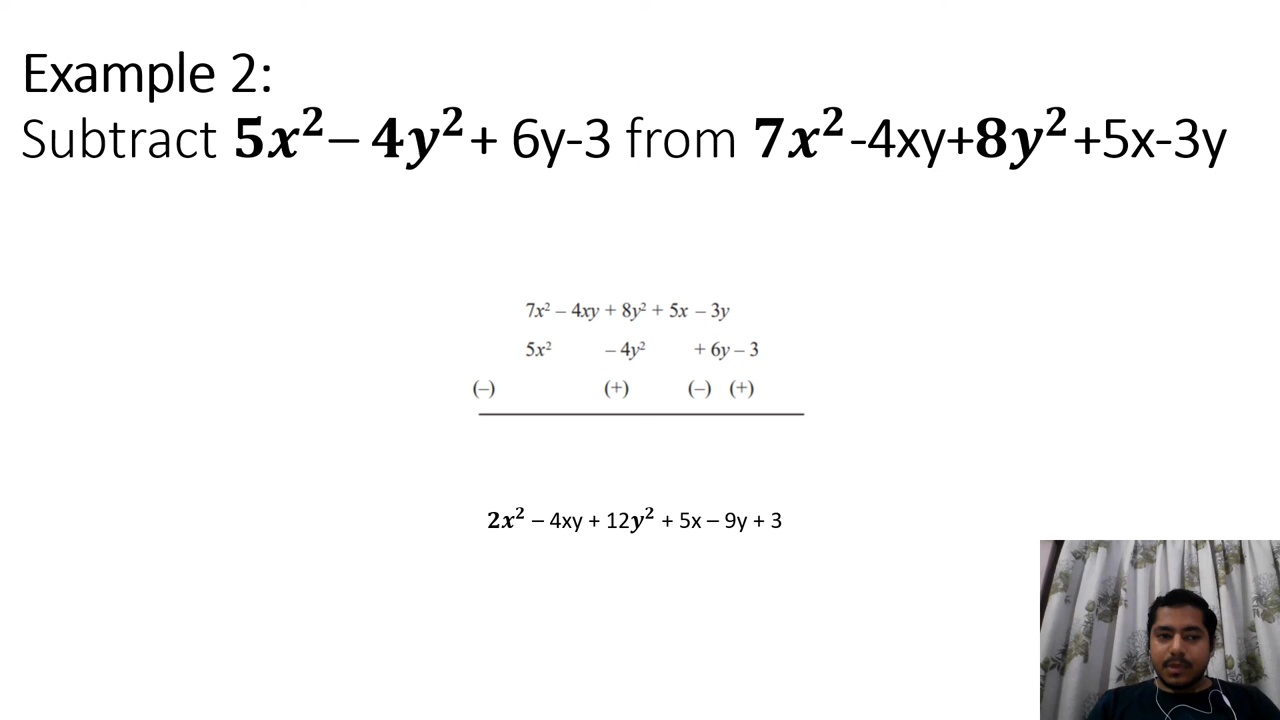 Example 2:
Subtract 5x²– 4y²+ 6y-3 from 7x²-4xy+8y²+5x-3y
7x² – 4xy + 8y² + 5x – 3y
5x² – 4y² + 6y – 3
(–) (+) (–) (+)
2x² – 4xy + 12y² + 5x – 9y + 3